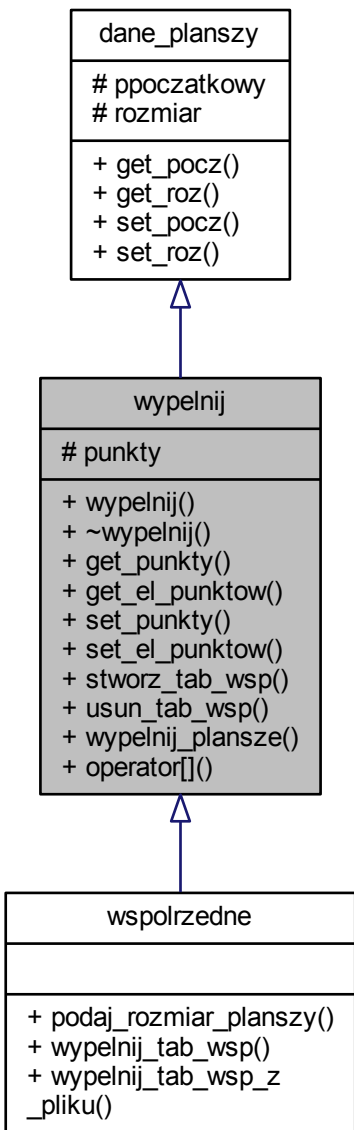 dane_planszy
# ppoczatkowy
# rozmiar
+ get_pocz()
+ get_roz()
+ set_pocz()
+ set_roz()
wypelnij
# punkty
+ wypelnij()
+ ~wypelnij()
+ get_punkty()
+ get_el_punktow()
+ set_punkty()
+ set_el_punktow()
+ stworz_tab_wsp()
+ usun_tab_wsp()
+ wypelnij_plansze()
+ operator[]()
wspolrzedne
+ podaj_rozmiar_planszy()
+ wypelnij_tab_wsp()
+ wypelnij_tab_wsp_z
_pliku()